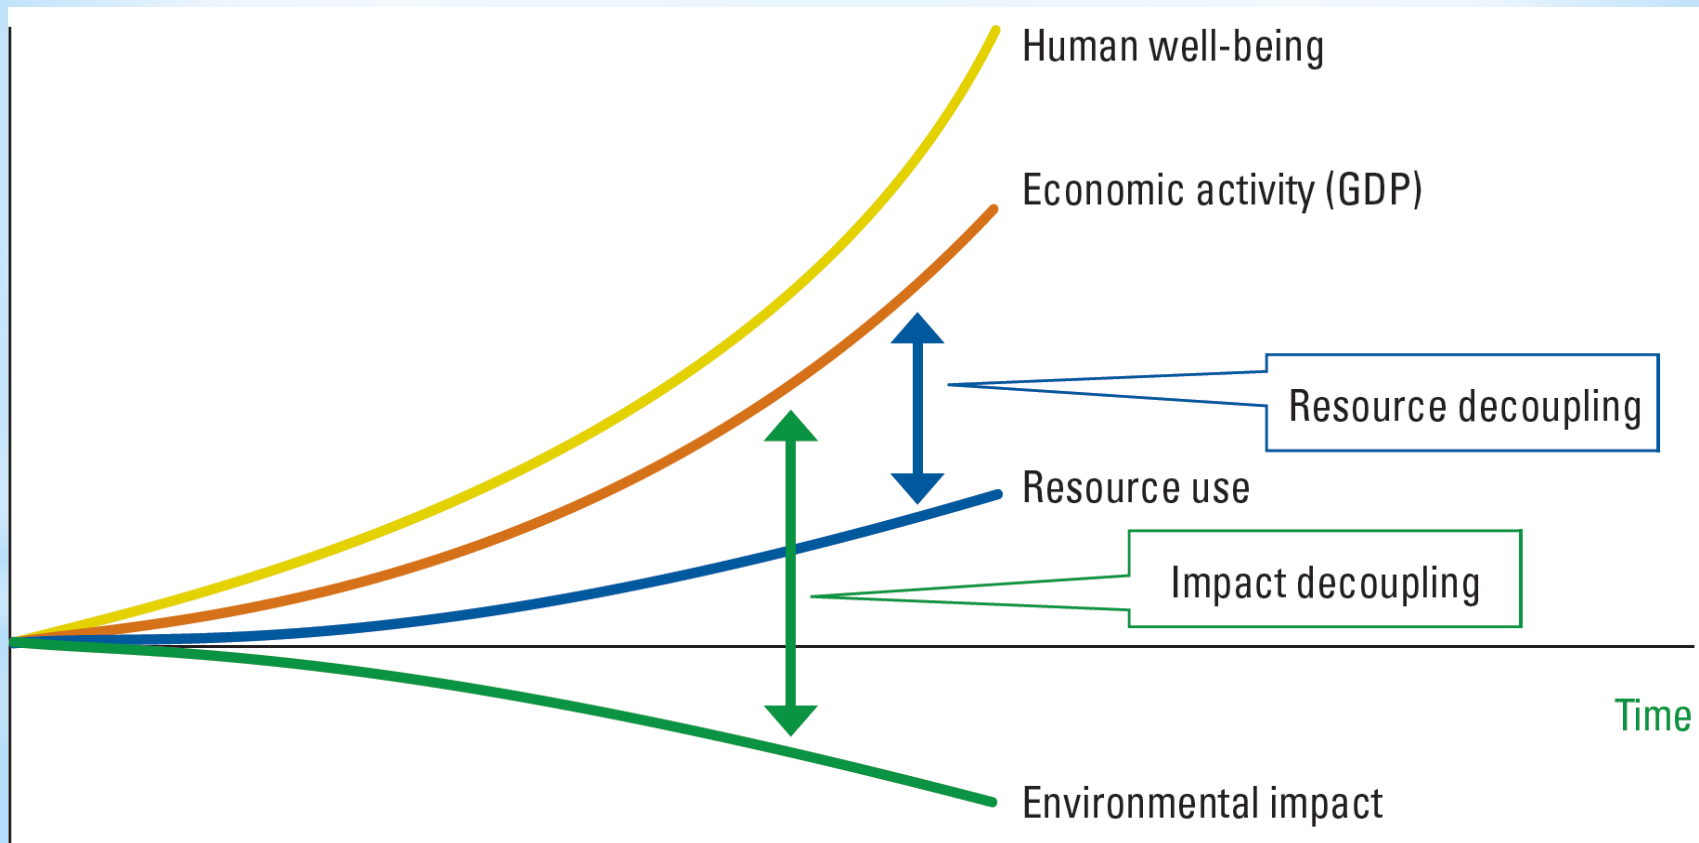 Human well-being
Economic activity (GDP)
Resource decoupling
Resource use
Impact decoupling
Time
Environmental impact